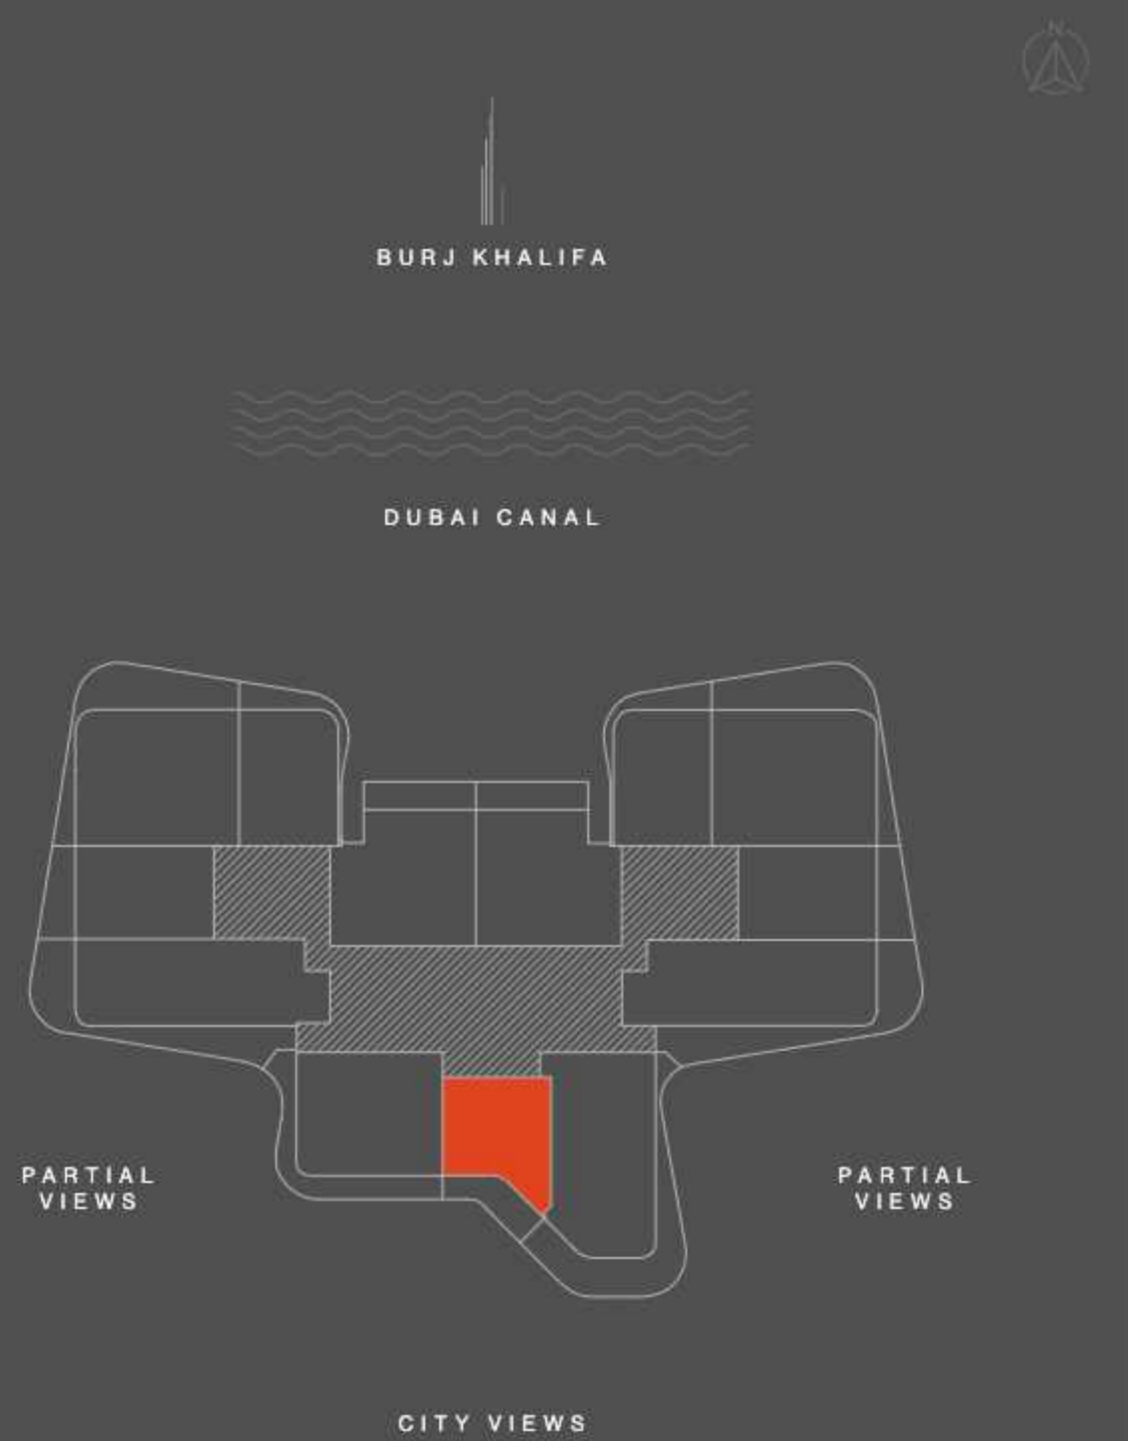 N
BURJ KHALIFA
DUBAI CANAL
PARTIAL
VIEWS
PARTIAL
VIEWS
CITY VIEWS